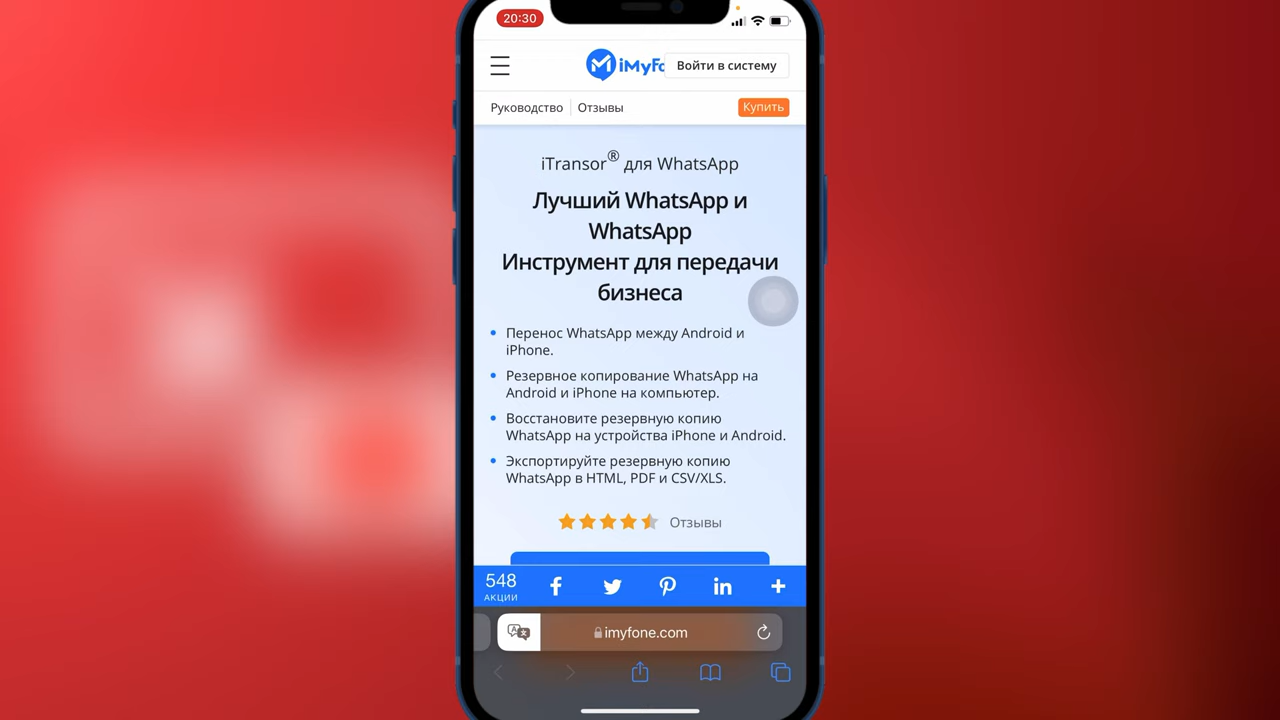 20:30
iMyFo
Войти в систему
Руководство
Отзывы
Купить
iTransor® для WhatsApp
Лучший WhatsApp и
WhatsApp
Инструмент для передачи
бизнеса
Перенос WhatsApp между Android и
iPhone.
Резервное копирование WhatsApp на
Android и iPhone на компьютер.
Восстановите резервную копию
WhatsApp на устройства iPhone и Android.
Экспортируйте резервную копию
WhatsApp в HTML, PDF и CSV/XLS.
Отзывы
548
АКЦИИ
imyfone.com